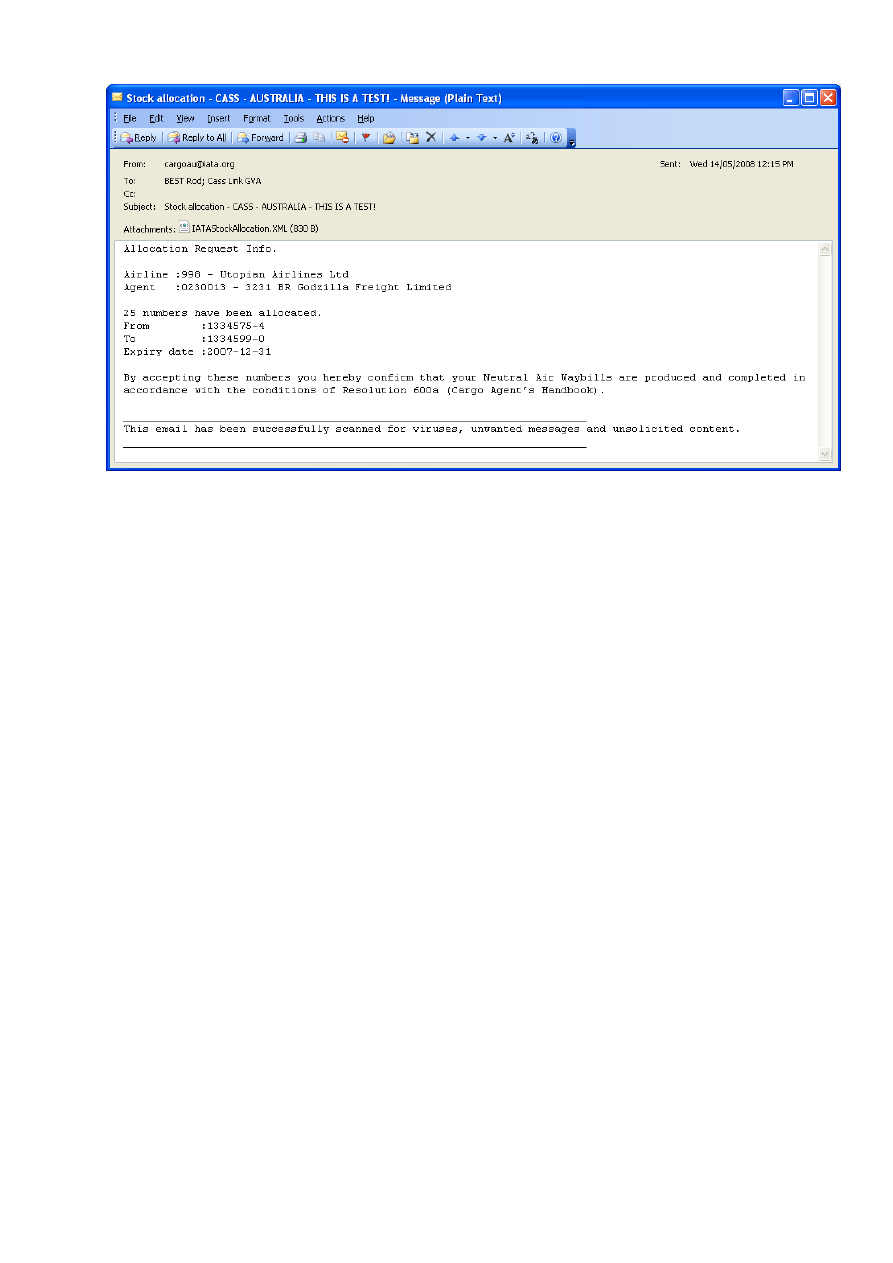 Stock allocation - CASS - AUSTRALIA - THIS IS A TEST! - Message (Plain Text)
File Edit View Insert Format Tools Actions Help
Reply Reply to All Forward
From: cargoau@iata.org Sent: Wed 14/05/2008 12:15 PM
To: BEST Rod; Cass Link GVA
Cc:
Subject: Stock allocation - CASS - AUSTRALIA - THIS IS A TEST!
Attachments: IATAStockAllocation.XML (830 B)
Allocation Request Info.
Airline :998 - Utopian Airlines Ltd
Agent :0230013 - 3231 BR Godzilla Freight Limited
25 numbers have been allocated.
From :1334575-4
To :1334599-0
Expiry date :2007-12-31
By accepting these numbers you hereby confirm that your Neutral Air Waybills are produced and completed in
accordance with the conditions of Resolution 600a (Cargo Agent's Handbook).
This email has been successfully scanned for viruses, unwanted messages and unsolicited content.